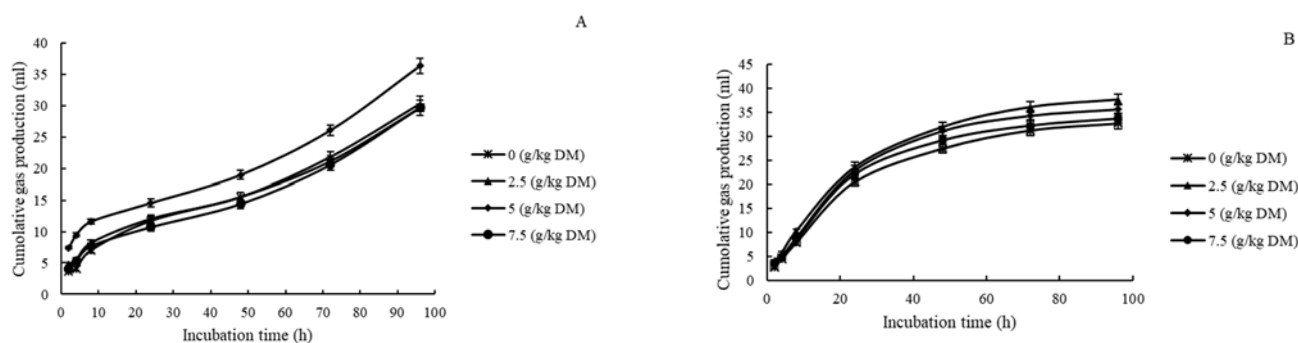 A
Cumolative gas production (ml)
40
35
30
25
20
15
10
5
0
0 10 20 30 40 50 60 70 80 90 100
Incubation time (h)
0 (g/kg DM)
2.5 (g/kg DM)
5 (g/kg DM)
7.5 (g/kg DM)
B
Cumolative gas production (ml)
45
40
35
30
25
20
15
10
5
0
0 20 40 60 80 100
Incubation time (h)
0 (g/kg DM)
2.5 (g/kg DM)
5 (g/kg DM)
7.5 (g/kg DM)